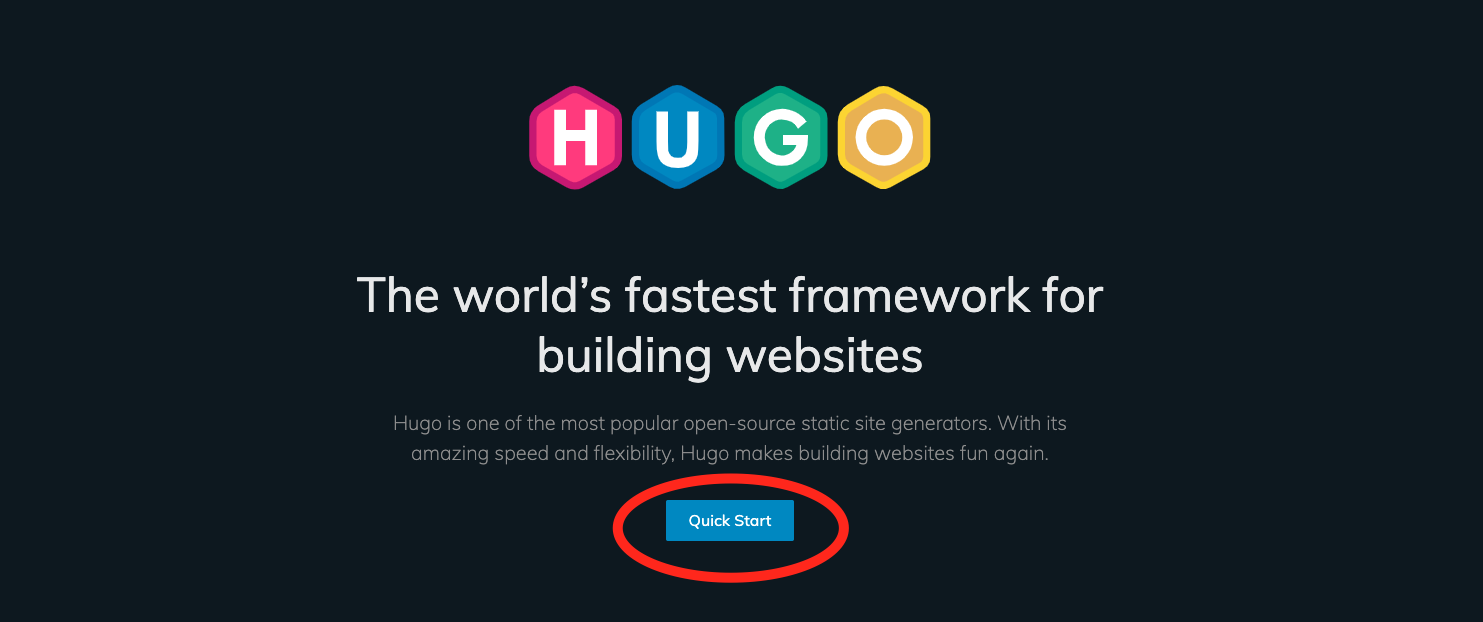 HUGO
The world’s fastest framework for
building websites
Hugo is one of the most popular open-source static site generators. With its
amazing speed and flexibility, Hugo makes building websites fun again.
Quick Start